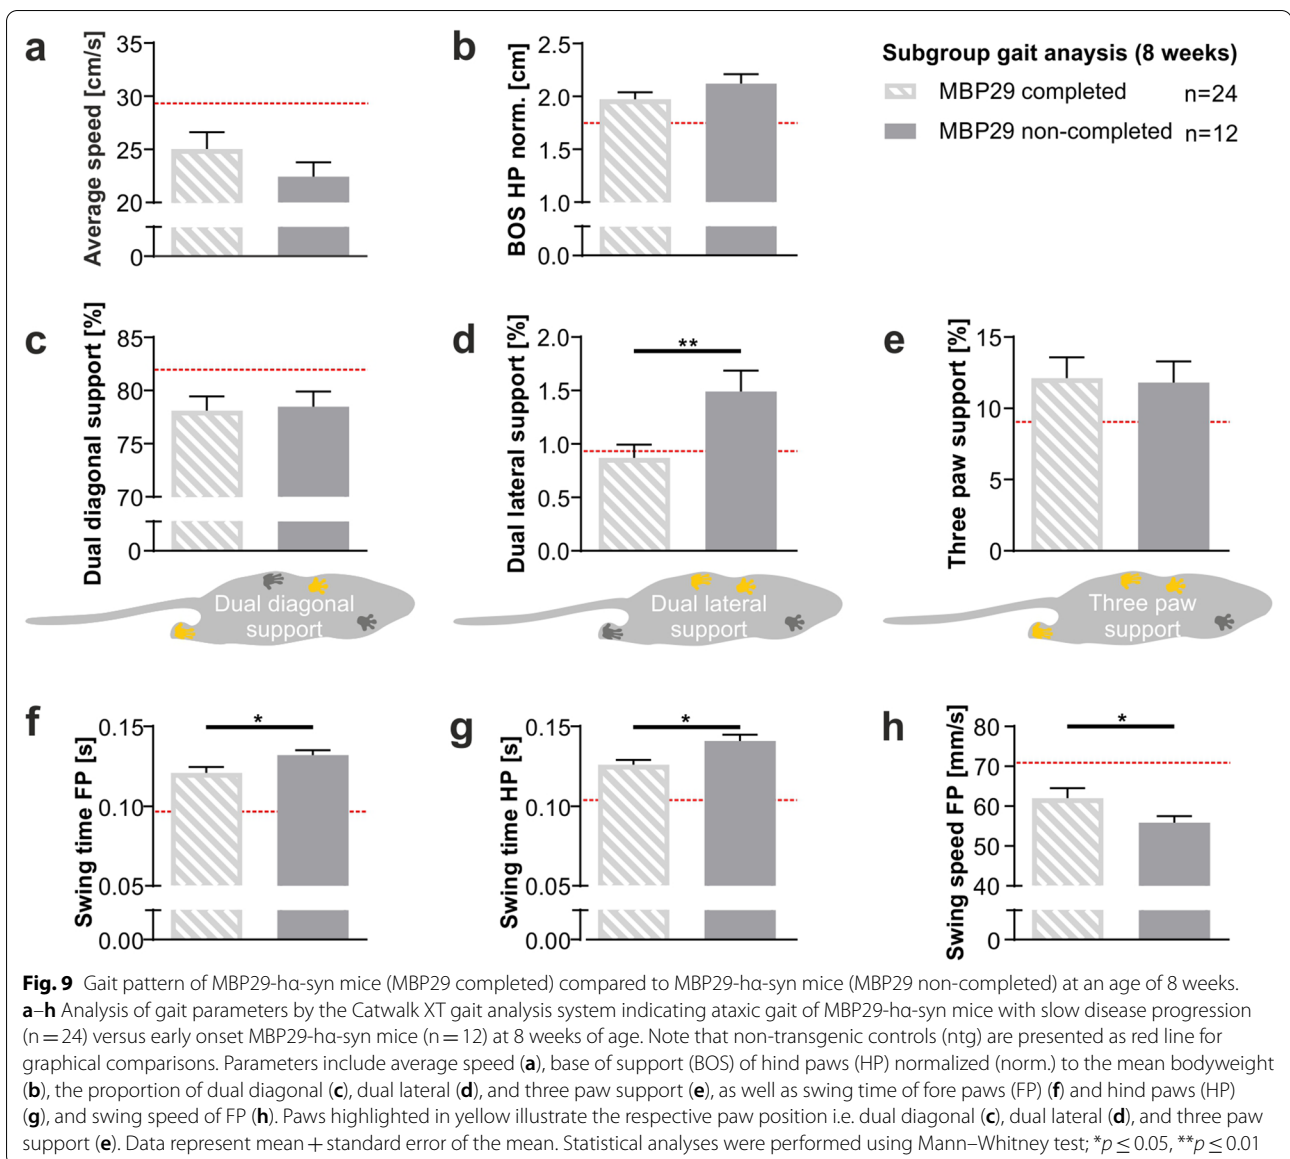 a
Average speed [cm/s]
35
30
25
20
0
b
BOS HP norm. [cm]
2.5
2.0
1.5
1.0
0.0
Subgroup gait anaysis (8 weeks)
MBP29 completed n=24
MBP29 non-completed n=12
c
Dual diagonal support [%]
85
80
75
70
0
d
Dual lateral support [%]
2.0
1.5
1.0
0.5
0.0
**
e
Three paw support [%]
15
10
5
0
Dual diagonal
support
Dual lateral
support
Three paw
support
f
Swing time FP [s]
0.15
0.10
0.05
0.00
*
g
Swing time HP [s]
0.15
0.10
0.05
0.00
*
h
Swing speed FP [mm/s]
80
70
60
50
40
0
*
Fig. 9 Gait pattern of MBP29-hα-syn mice (MBP29 completed) compared to MBP29-hα-syn mice (MBP29 non-completed) at an age of 8 weeks.
a–h Analysis of gait parameters by the Catwalk XT gait analysis system indicating ataxic gait of MBP29-hα-syn mice with slow disease progression
(n = 24) versus early onset MBP29-hα-syn mice (n = 12) at 8 weeks of age. Note that non-transgenic controls (ntg) are presented as red line for
graphical comparisons. Parameters include average speed (a), base of support (BOS) of hind paws (HP) normalized (norm.) to the mean bodyweight
(b), the proportion of dual diagonal (c), dual lateral (d), and three paw support (e), as well as swing time of fore paws (FP) (f) and hind paws (HP)
(g), and swing speed of FP (h). Paws highlighted in yellow illustrate the respective paw position i.e. dual diagonal (c), dual lateral (d), and three paw
support (e). Data represent mean + standard error of the mean. Statistical analyses were performed using Mann–Whitney test; *p ≤ 0.05, **p ≤ 0.01